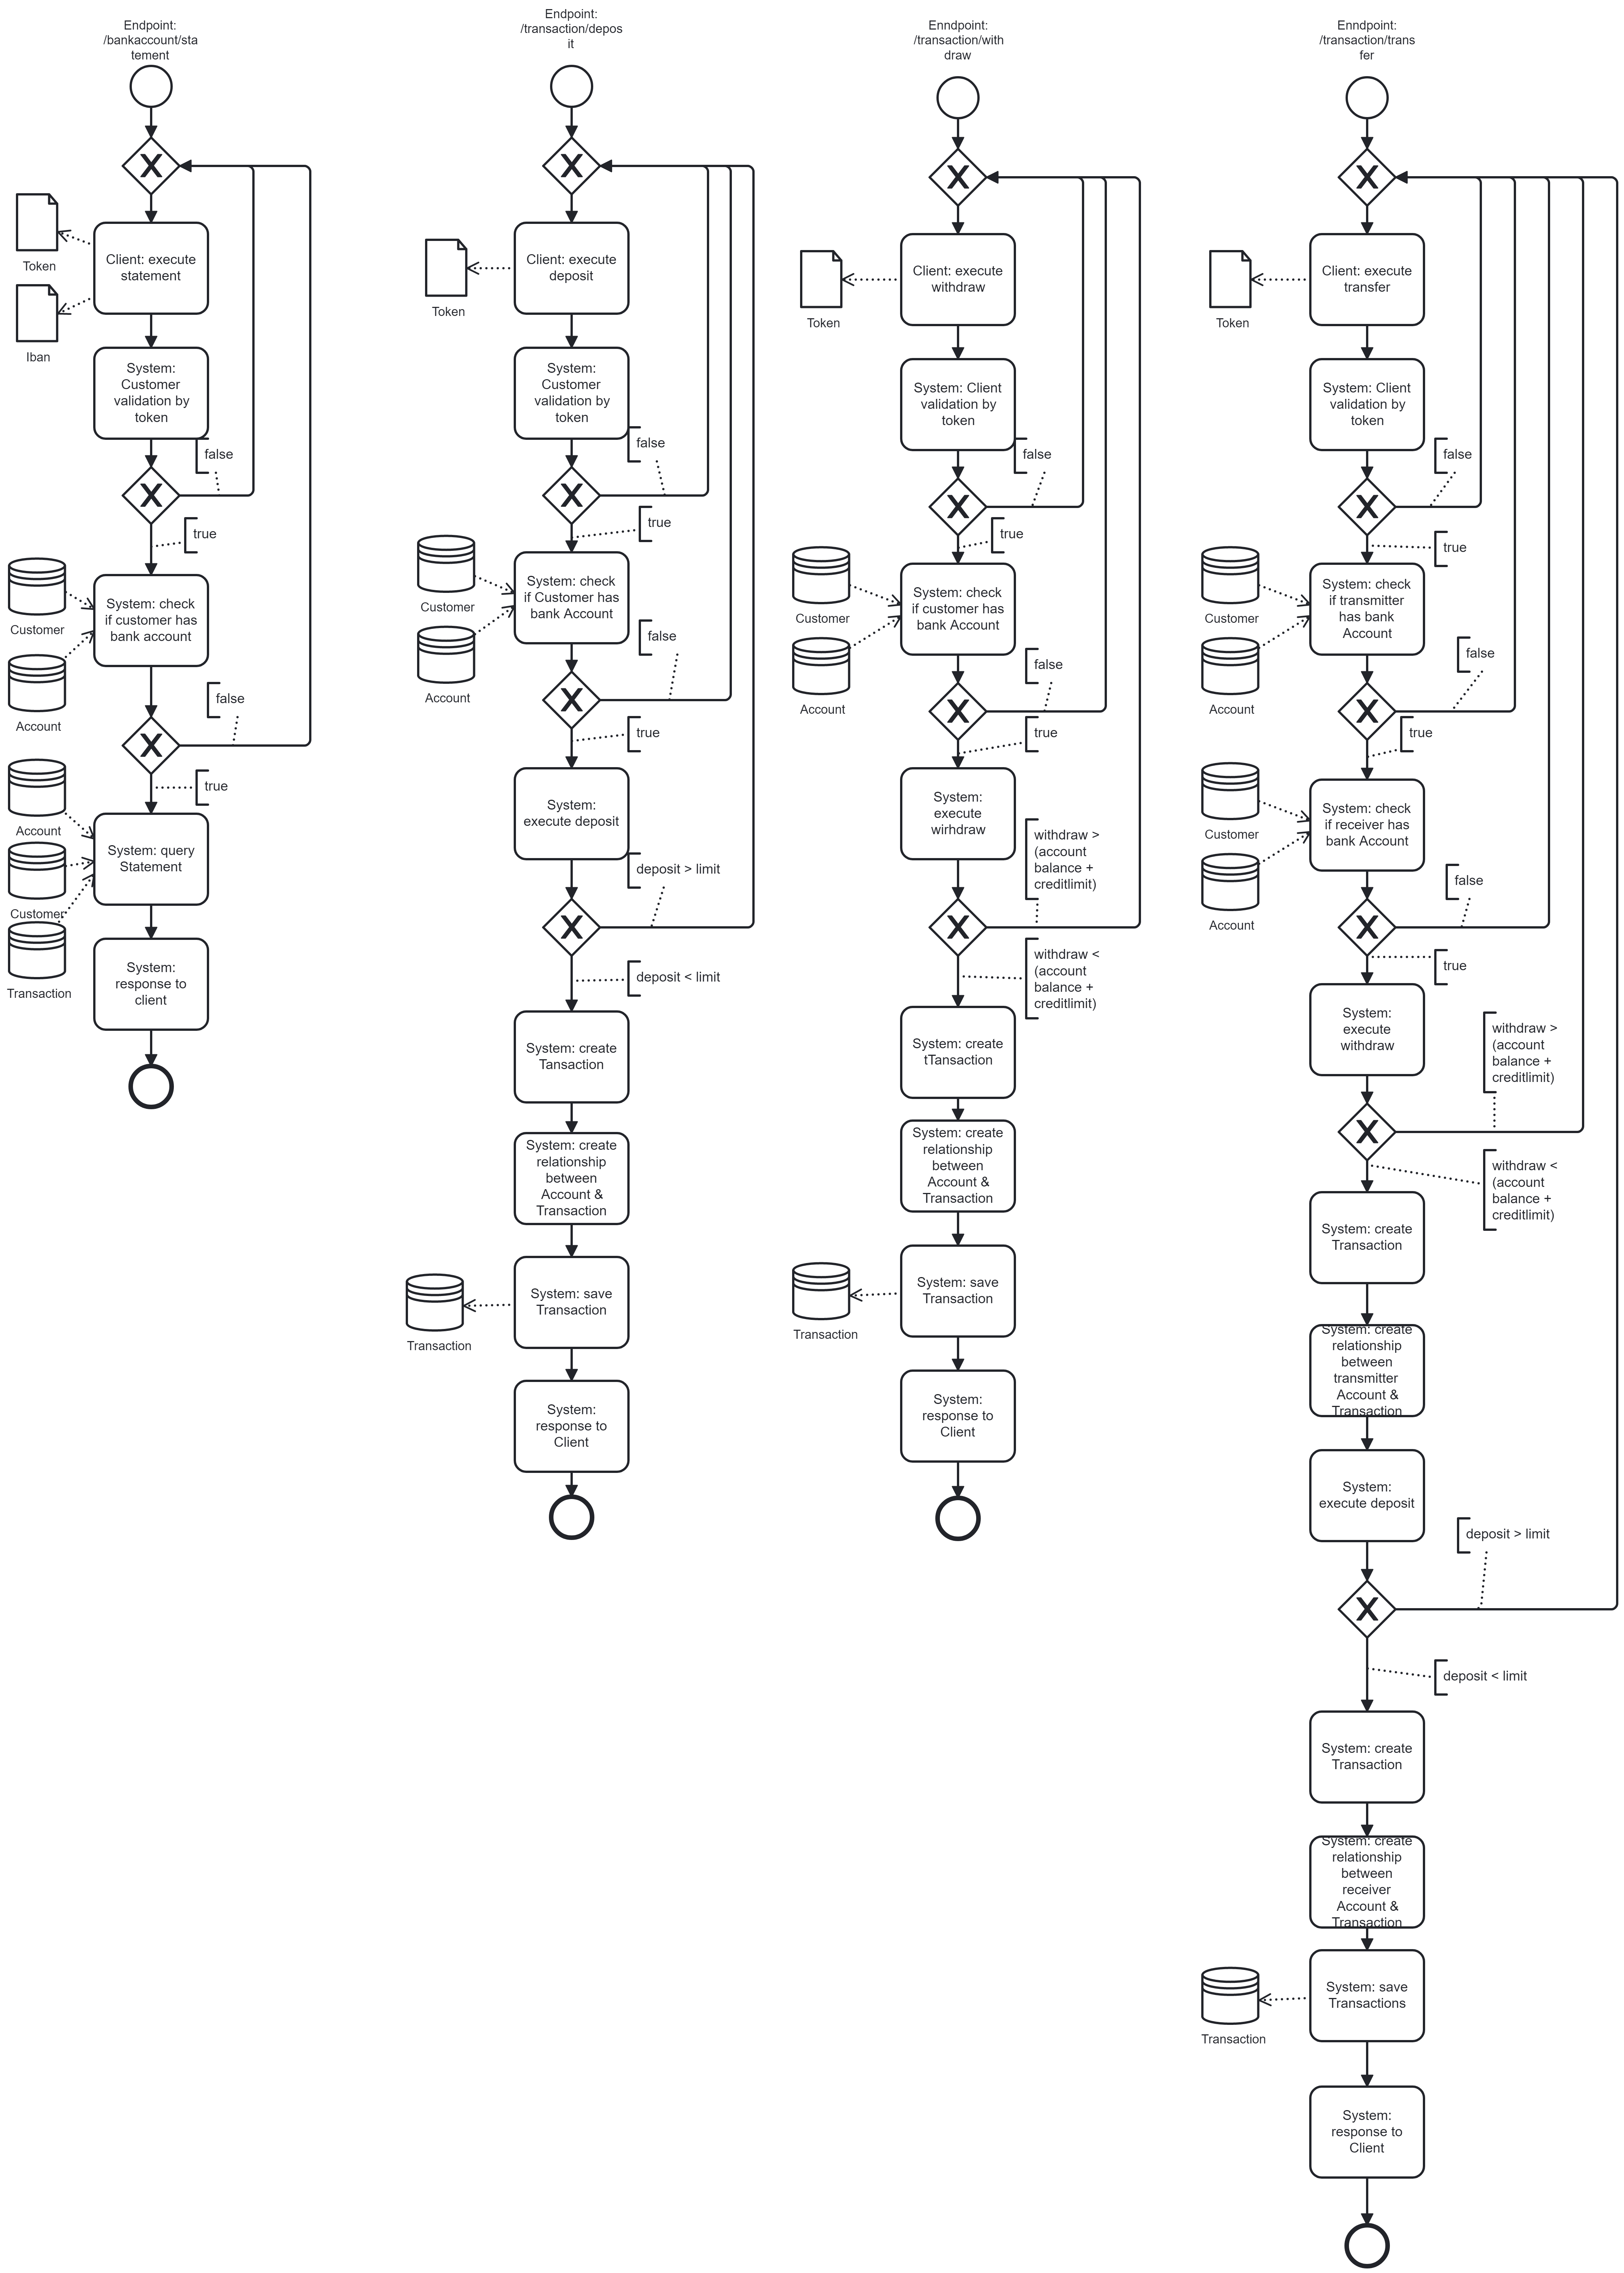 Endpoint:
/bankaccount/sta
tement
Client: execute
statement
Token
Iban
System:
Customer
validation by
token
false
true
System: check
if customer has
bank account
Customer
Account
false
true
Account
Customer
Transaction
System: query
Statement
System:
response to
client
Endpoint:
/transaction/depos
it
Client: execute
deposit
Token
System:
Customer
validation by
token
false
true
System: check
if Customer has
bank Account
Customer
Account
false
true
System:
execute deposit
deposit > limit
deposit < limit
System: create
Tansaction
System: create
relationship
between
Account &
Transaction
System: save
Transaction
Transaction
System:
response to
Client
Enndpoint:
/transaction/with
draw
Client: execute
withdraw
Token
System: Client
validation by
token
false
true
System: check
if customer has
bank Account
Customer
Account
false
true
System:
execute
wirhdraw
withdraw >
(account
balance +
creditlimit)
withdraw <
(account
balance +
creditlimit)
System: create
tTansaction
System: create
relationship
between
Account &
Transaction
System: save
Transaction
Transaction
System:
response to
Client
Enndpoint:
/transaction/trans
fer
Client: execute
transfer
Token
System: Client
validation by
token
false
true
System: check
if transmitter
has bank
Account
Customer
Account
false
true
System: check
if receiver has
bank Account
Customer
Account
false
true
System:
execute
withdraw
withdraw >
(account
balance +
creditlimit)
withdraw <
(account
balance +
creditlimit)
System: create
Transaction
System: create
relationship
between
transmitter
Account &
Transaction
System:
execute deposit
deposit > limit
deposit < limit
System: create
Transaction
System: create
relationship
between
receiver
Account &
Transaction
System: save
Transactions
Transaction
System:
response to
Client